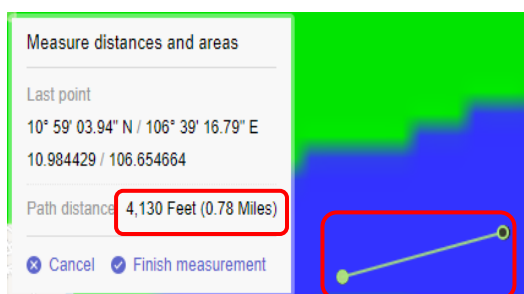 Measure distances and areas
Last point
10° 59' 03.94" N / 106° 39' 16.79" E
10.984429 / 106.654664
Path distance 4,130 Feet (0.78 Miles)
Cancel Finish measurement